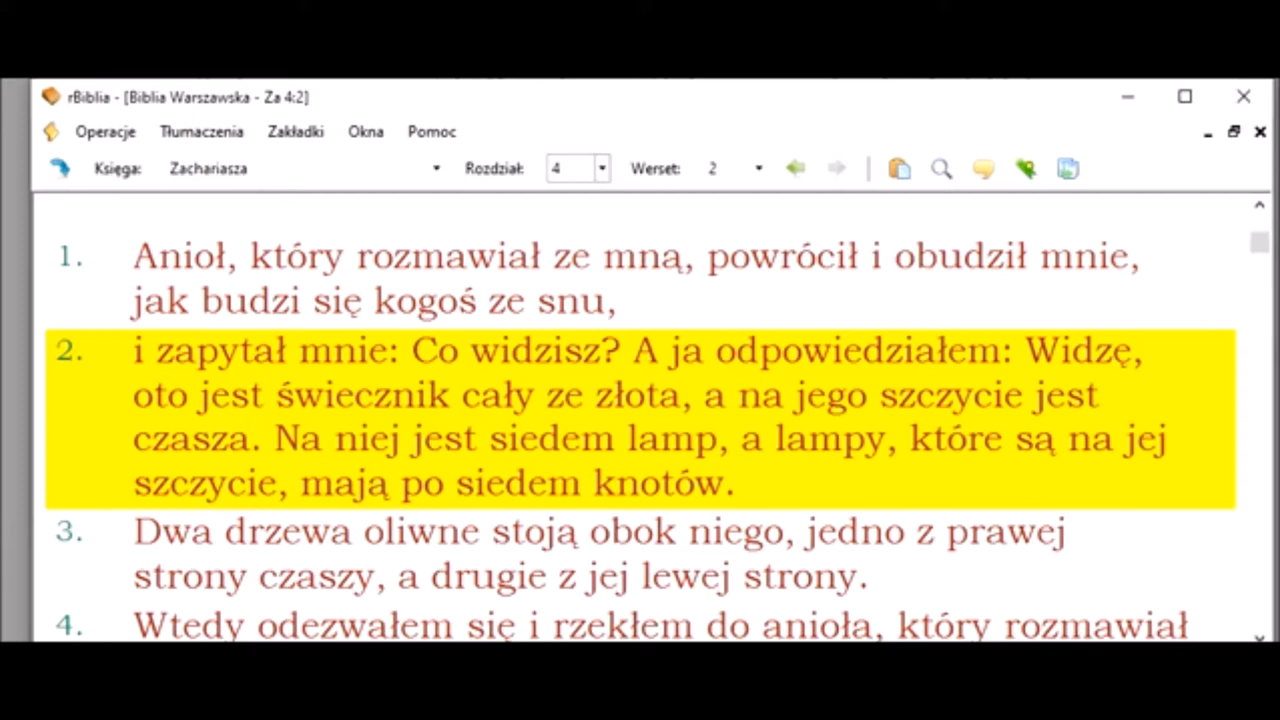 rBiblia - [Biblia Warszawska - Za 4:2]
Operacje Tłumaczenia Zakładki Okna Pomoc
Księga: Zachariasza Rozdział: 4 Werset: 2
1. Anioł, który rozmawiał ze mną, powrócił i obudził mnie,
jak budzi się kogoś ze snu,
2. i zapytał mnie: Co widzisz? A ja odpowiedziałem: Widzę,
oto jest świecznik cały ze złota, a na jego szczycie jest
czasza. Na niej jest siedem lamp, a lampy, które są na jej
szczycie, mają po siedem knotów.
3. Dwa drzewa oliwne stoją obok niego, jedno z prawej
strony czaszy, a drugie z jej lewej strony.
4. Wtedy odezwałem się i rzekłem do anioła, który rozmawiał